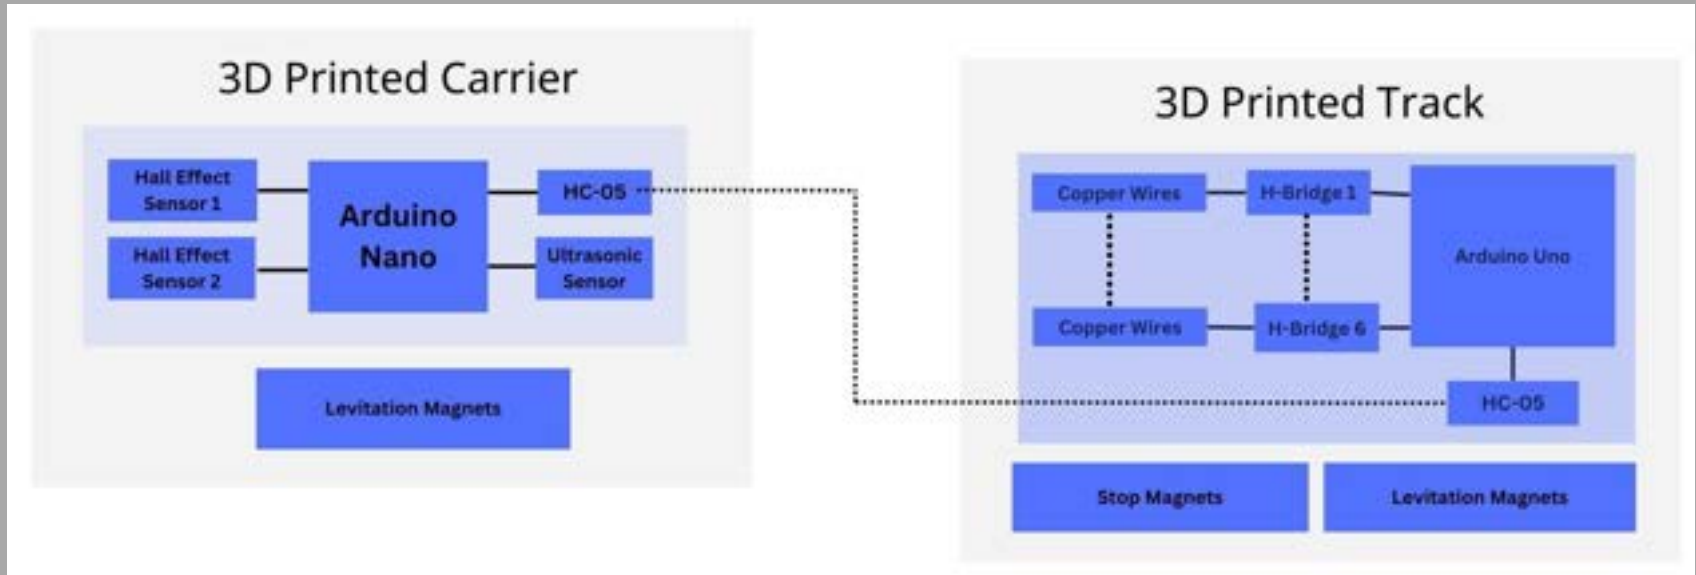 3D Printed Carrier
Hall Effect
Sensor 1
Hall Effect
Sensor 2
Arduino
Nano
HC-05
Ultrasonic
Sensor
Levitation Magnets
3D Printed Track
Copper Wires
H-Bridge 1
Arduino Uno
Copper Wires
H-Bridge 6
HC-05
Stop Magnets
Levitation Magnets